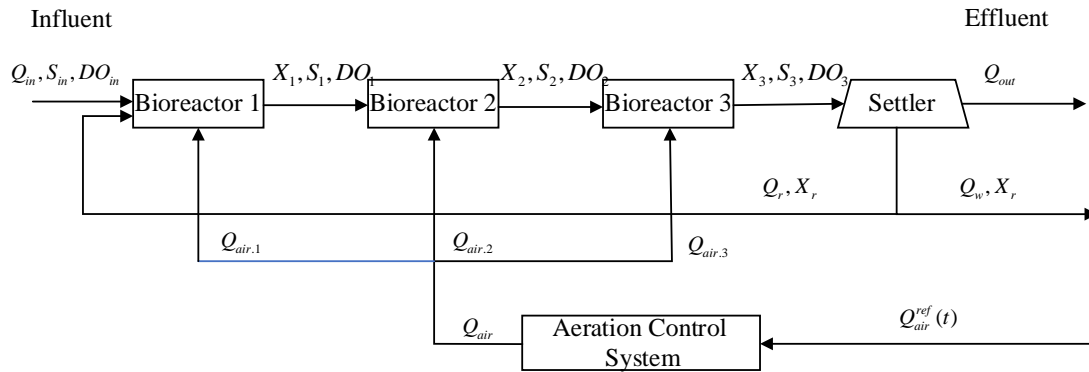 Influent
Effluent
Q_in, S_in, DO_in
X_1, S_1, DO_1
X_2, S_2, DO_2
X_3, S_3, DO_3
Q_out
Bioreactor 1
Bioreactor 2
Bioreactor 3
Settler
Q_r, X_r
Q_w, X_r
Q_air.1
Q_air.2
Q_air.3
Q_air
Aeration Control
System
Q_air^ref (t)